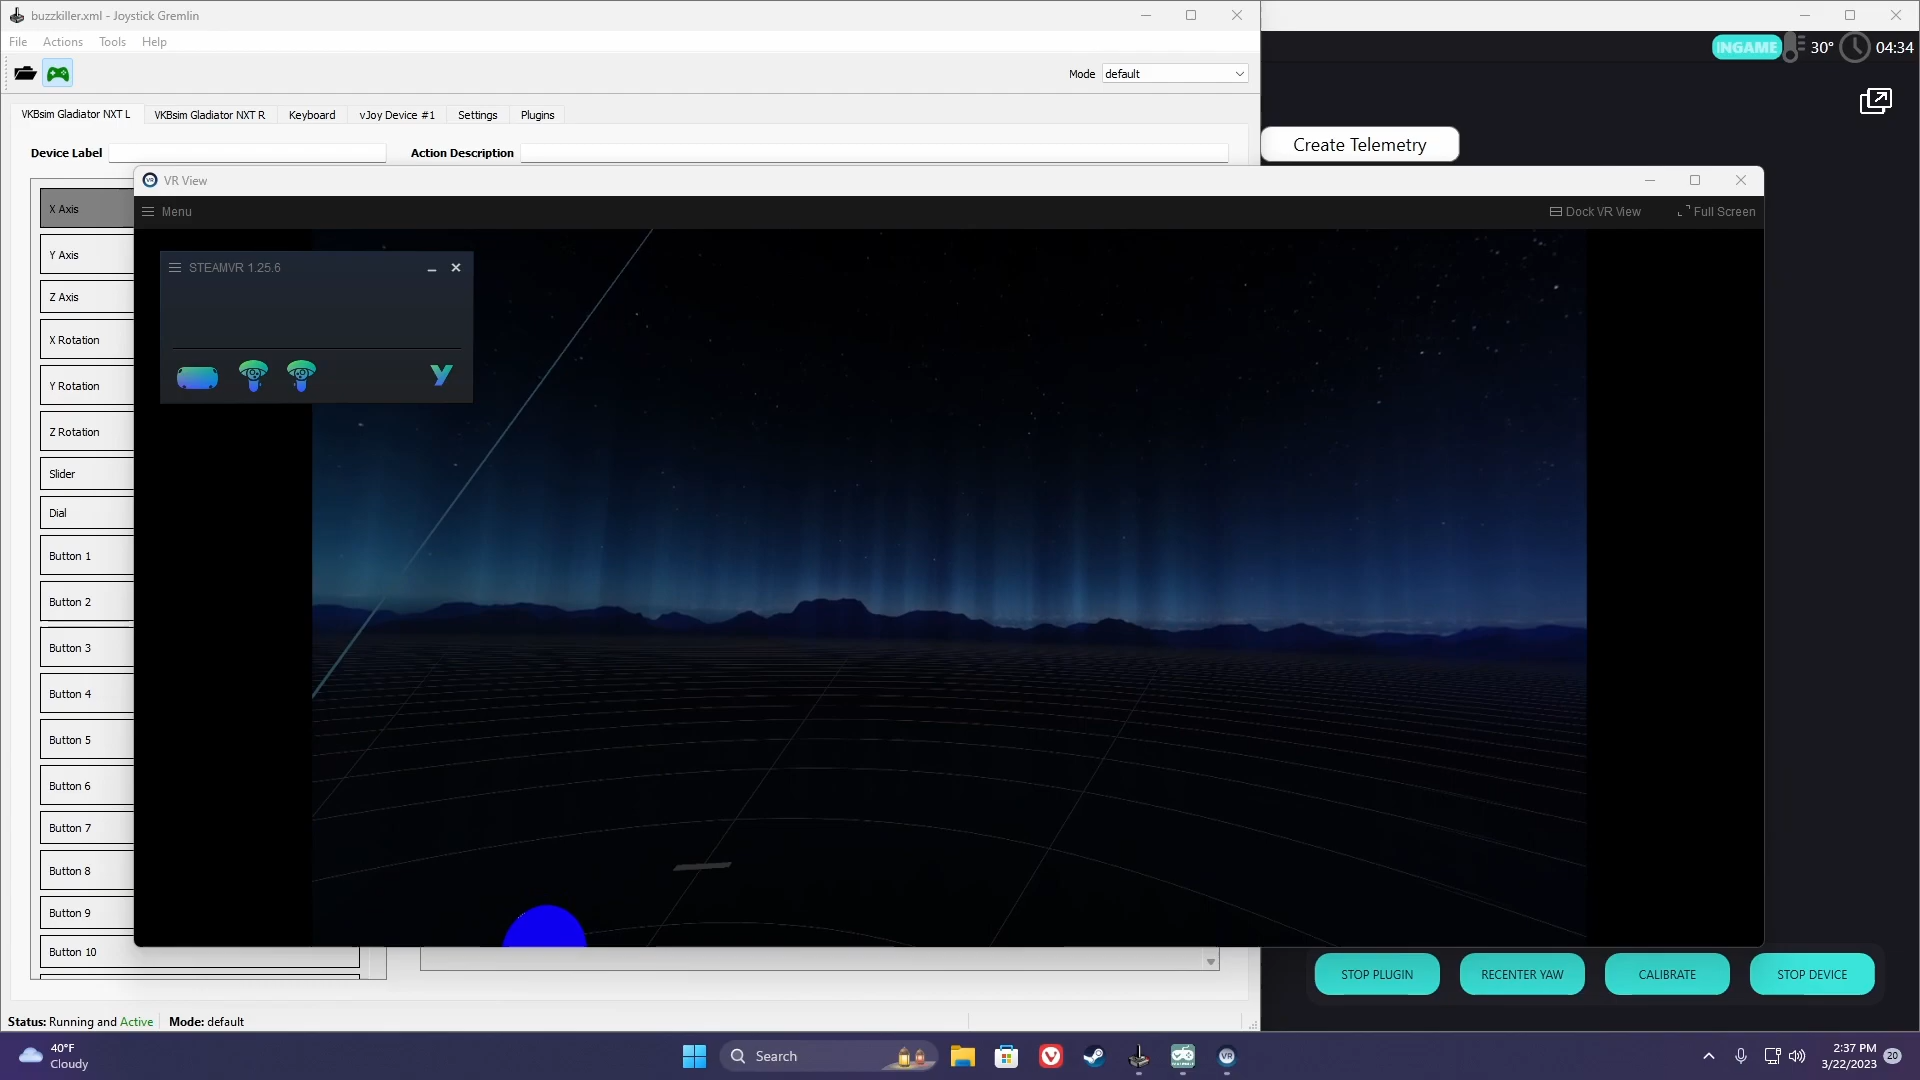 buzzkiller.xml - Joystick Gremlin
File Actions Tools Help
INGAME 30° 04:34
Mode default
VKBsim Gladiator NXT L VKBsim Gladiator NXT R Keyboard vJoy Device #1 Settings Plugins
Create Telemetry
Device Label Action Description
VR View
Menu Dock VR View Full Screen
STEAMVR 1.25.6
X Axis
Y Axis
Z Axis
X Rotation
Y Rotation
Z Rotation
Slider
Dial
Button 1
Button 2
Button 3
Button 4
Button 5
Button 6
Button 7
Button 8
Button 9
Button 10
STOP PLUGIN RECENTER YAW CALIBRATE STOP DEVICE
Status: Running and Active Mode: default
40°F
Cloudy
Search
VR
2:37 PM
3/22/2023
20